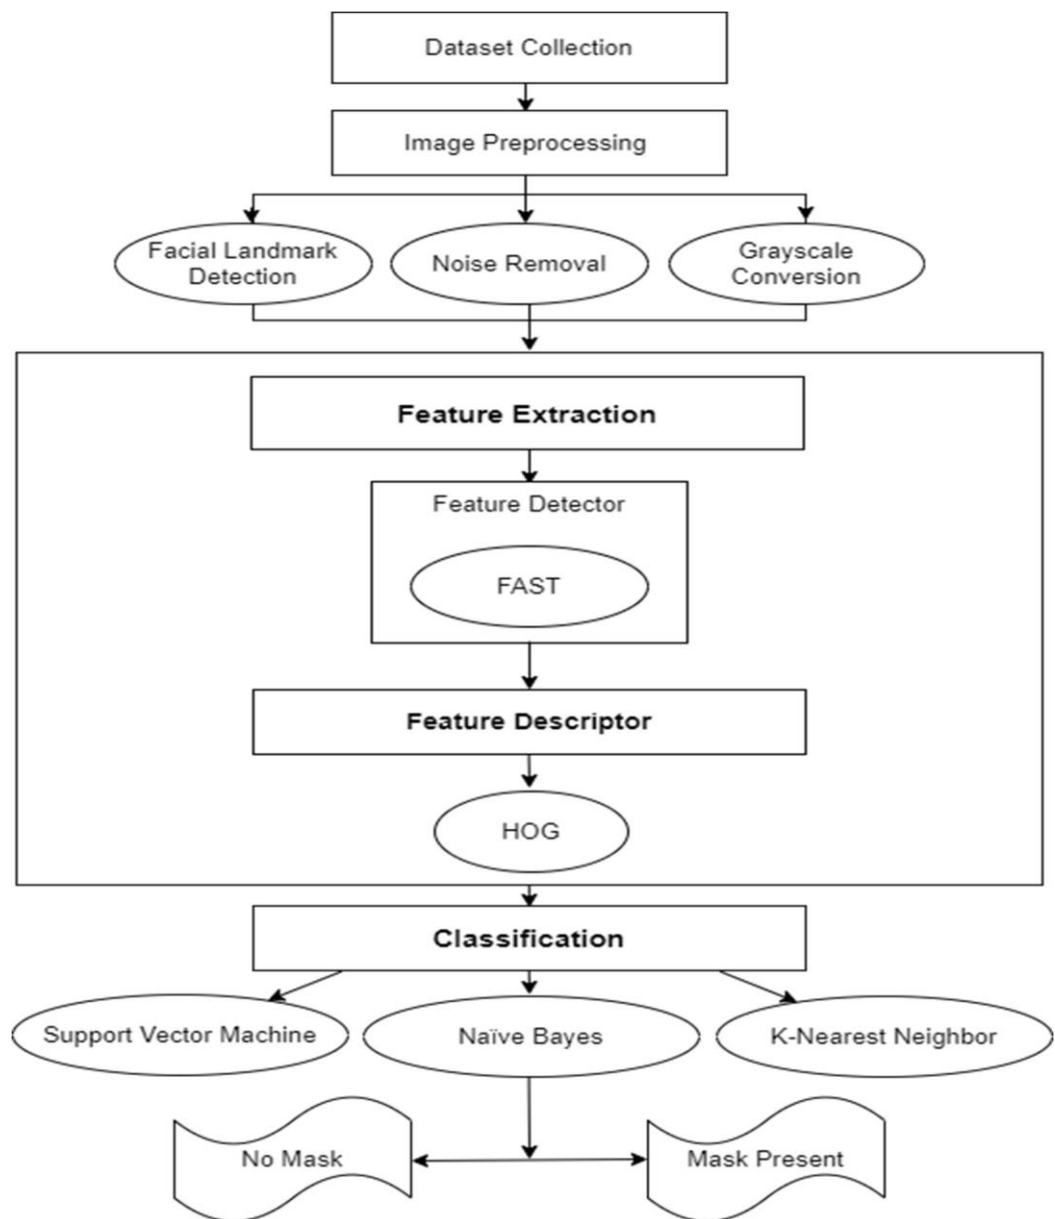 Dataset Collection
Image Preprocessing
Facial Landmark
Detection
Noise Removal
Grayscale
Conversion
Feature Extraction
Feature Detector
FAST
Feature Descriptor
HOG
Classification
Support Vector Machine
Naïve Bayes
K-Nearest Neighbor
No Mask
Mask Present